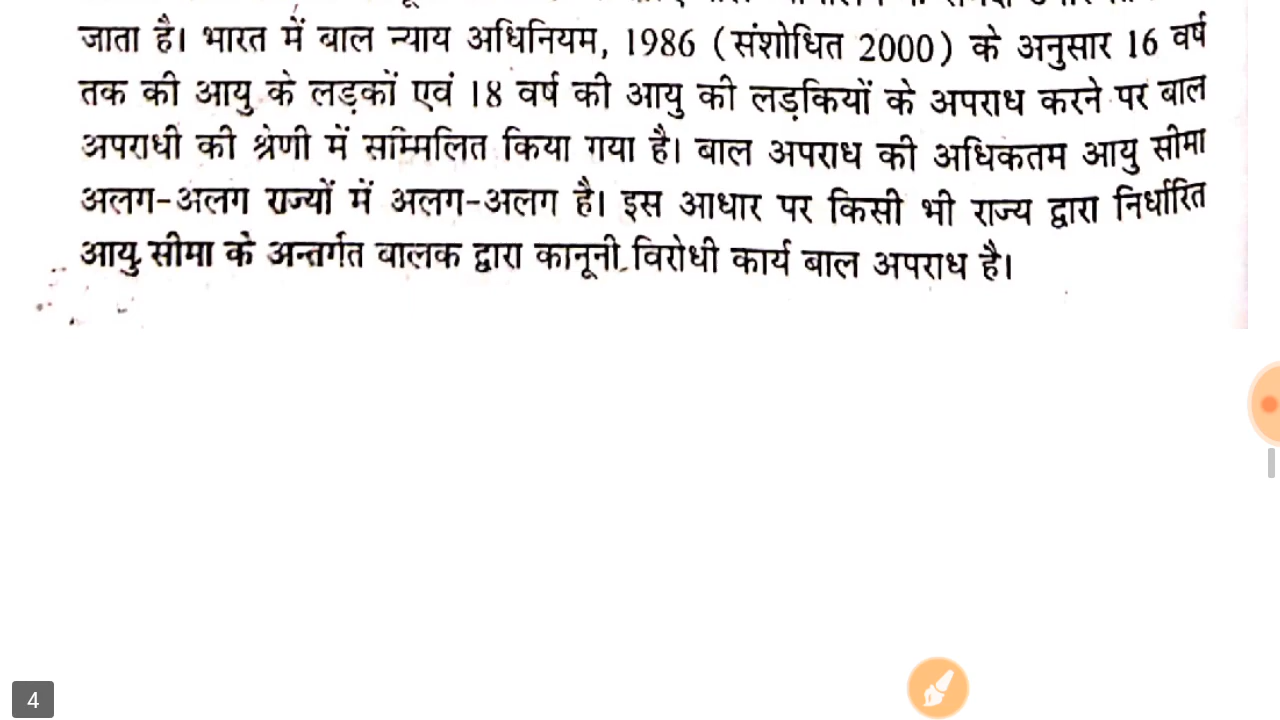 जाता है। भारत में बाल न्याय अधिनियम, 1986 (संशोधित 2000) के अनुसार 16 वर्ष
तक की आयु के लड़कों एवं 18 वर्ष की आयु की लड़कियों के अपराध करने पर बाल
अपराधी की श्रेणी में सम्मिलित किया गया है। बाल अपराध की अधिकतम आयु सीमा
अलग-अलग राज्यों में अलग-अलग है। इस आधार पर किसी भी राज्य द्वारा निर्धारित
आयु सीमा के अन्तर्गत बालक द्वारा कानूनी विरोधी कार्य बाल अपराध है।
4